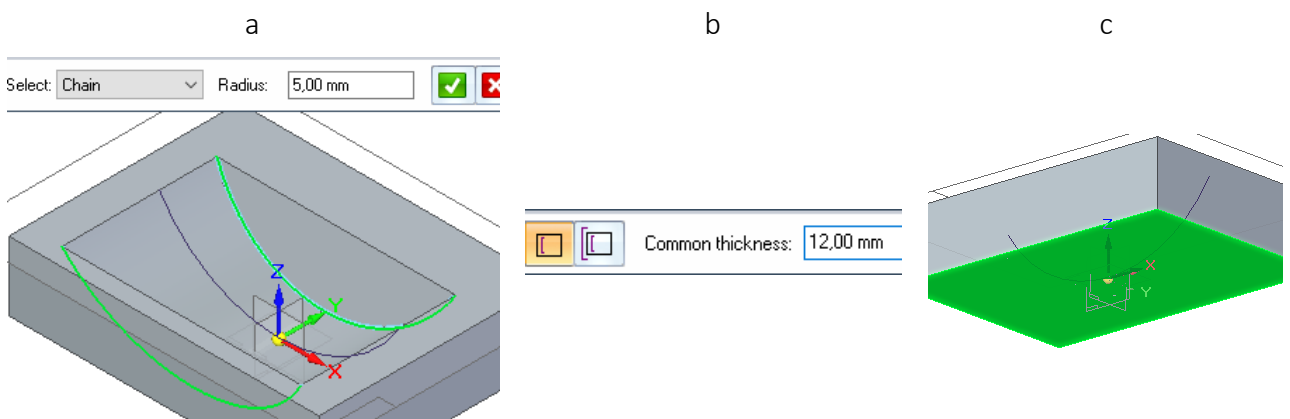 a
b
c
Select: Chain Radius: 5,00 mm
Common thickness: 12,00 mm
Z
Y
X
Z
X
Y